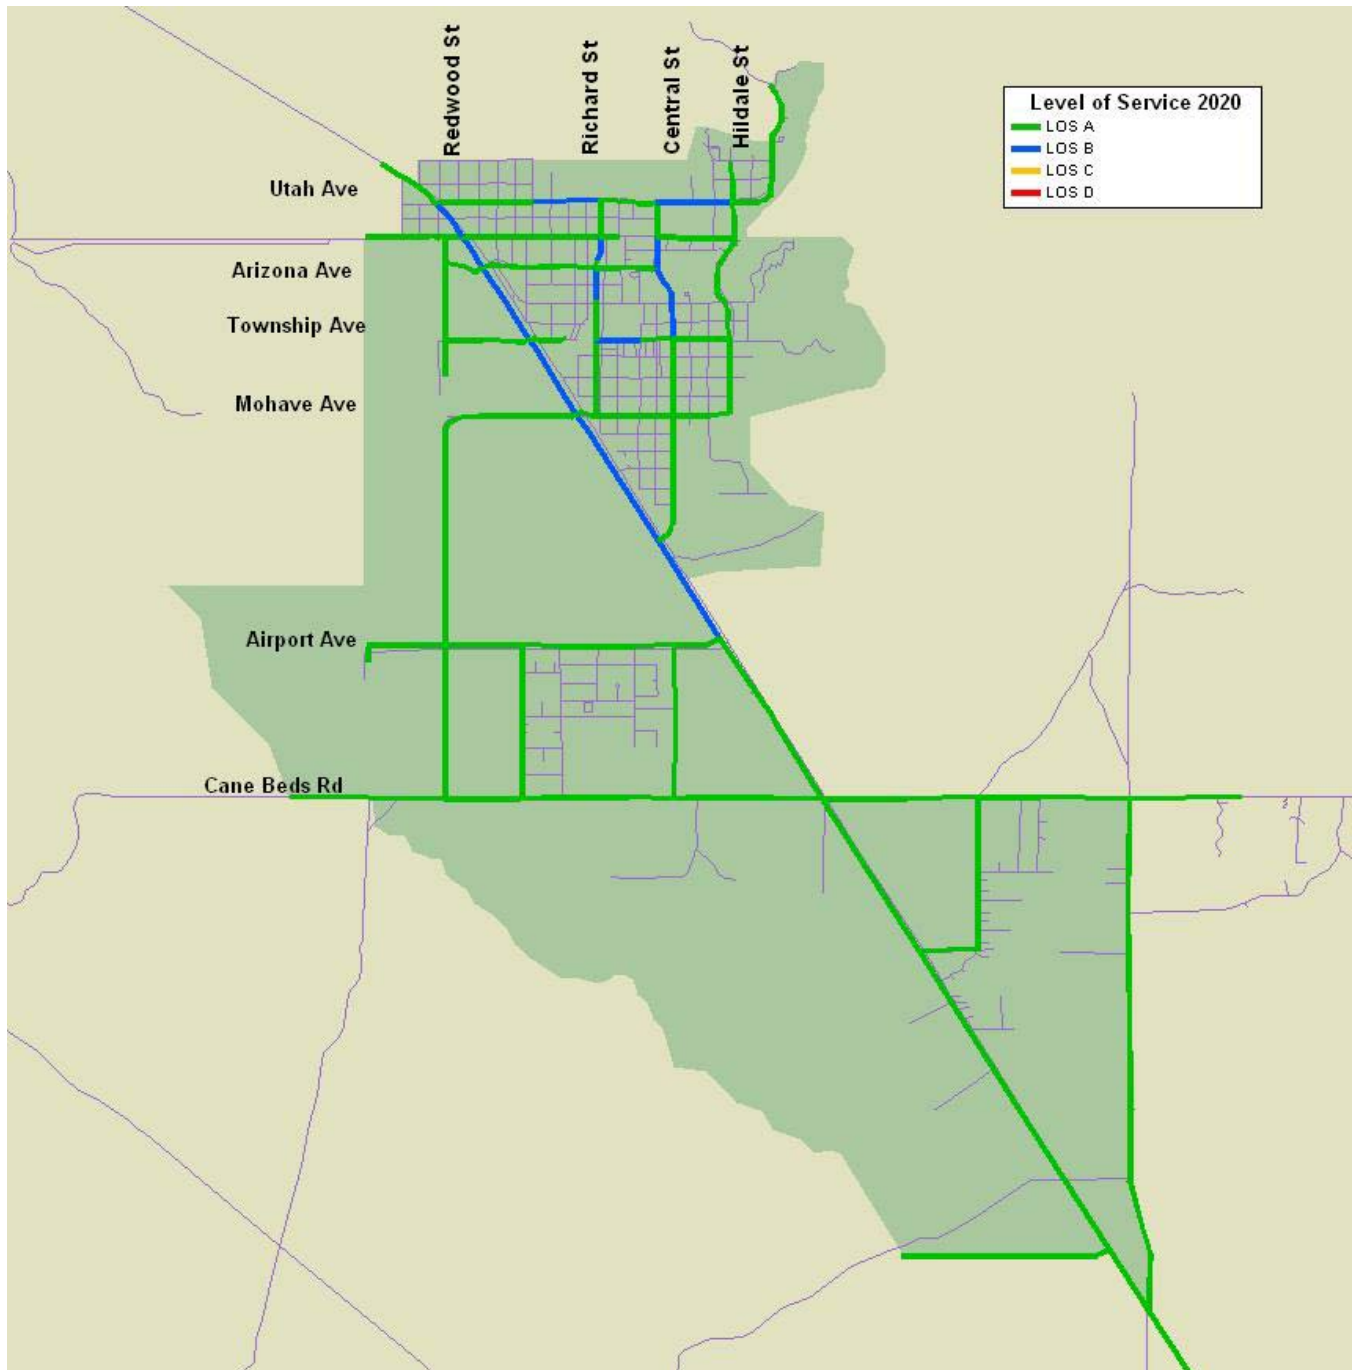 Redwood St
Richard St
Central St
Hildale St
Level of Service 2020
LOS A
LOS B
LOS C
LOS D
Utah Ave
Arizona Ave
Township Ave
Mohave Ave
Airport Ave
Cane Beds Rd